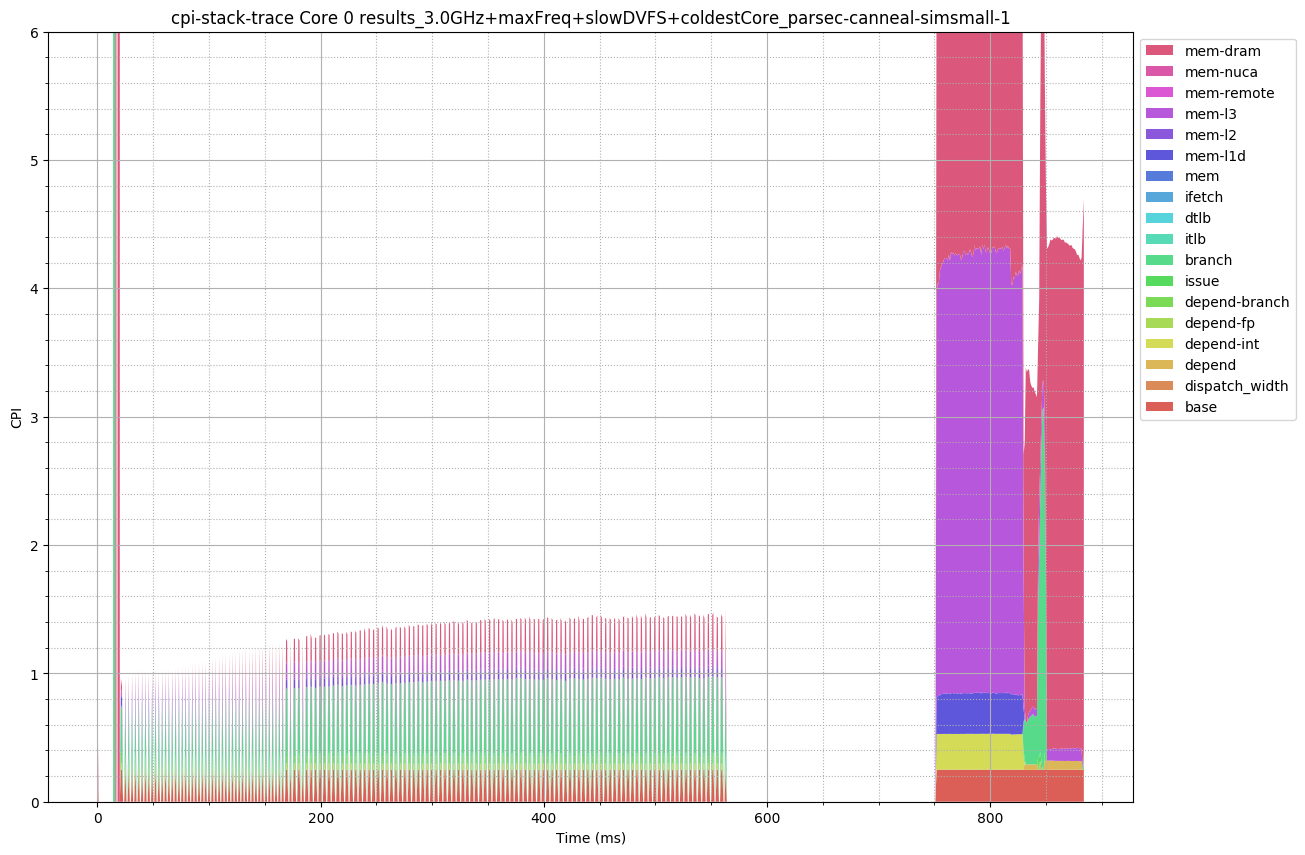 cpi-stack-trace Core 0 results_3.0GHz+maxFreq+slowDVFS+coldestCore_parsec-canneal-simsmall-1
6
5
4
3
2
1
0
CPI
0
200
400
600
800
Time (ms)
mem-dram
mem-nuca
mem-remote
mem-l3
mem-l2
mem-l1d
mem
ifetch
dtlb
itlb
branch
issue
depend-branch
depend-fp
depend-int
depend
dispatch_width
base